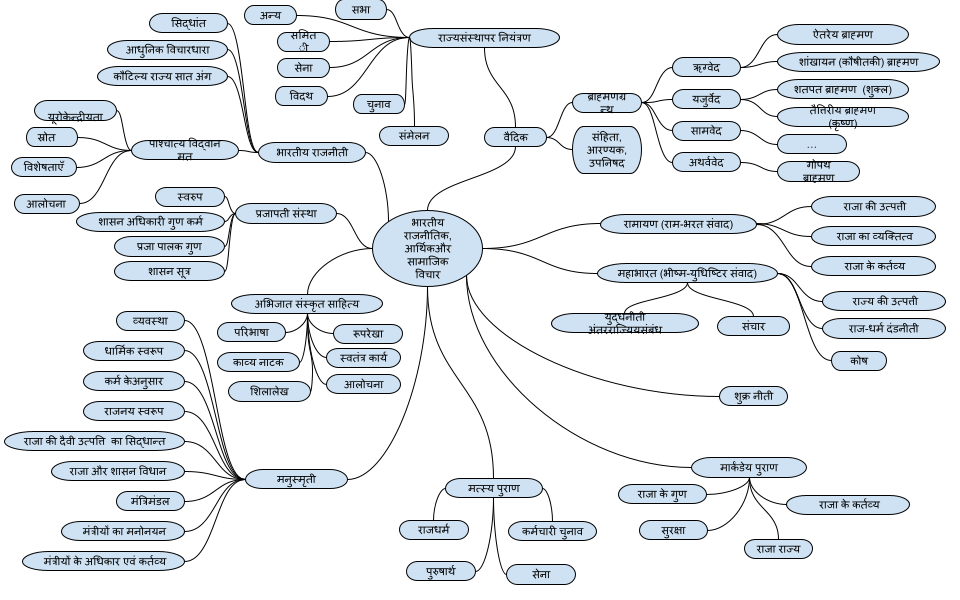 सभा
अन्य
सिद्धांत
समिती
राज्यसंस्थापर नियंत्रण
ऐतरेय ब्राह्मण
आधुनिक विचारधारा
शांखायन (कौषीतकी) ब्राह्मण
सेना
ऋग्वेद
कौटिल्य राज्य सात अंग
विदथ
चुनाव
शतपत ब्राह्मण (शुक्ल)
यजुर्वेद
ब्राहमणग्र
न्थ
यूरोकेन्द्रीयता
तैत्तिरीय ब्राह्मण
(कृष्ण)
स्रोत
संमेलन
वैदिक
सामवेद
...
पाश्चात्य विद्वान
मत
भारतीय राजनीती
संहिता,
आरण्यक,
उपनिषद
अथर्ववेद
गोपथ
ब्राह्मण
विशेषताएँ
आलोचना
स्वरुप
प्रजापती संस्था
शासन अधिकारी गुण कर्म
प्रजा पालक गुण
शासन सूत्र
भारतीय
राजनीतिक,
आर्थिकऔर
सामाजिक
विचार
रामायण (राम-भरत संवाद)
राजा की उत्पती
राजा का व्यक्तित्व
राजा के कर्तव्य
महाभारत (भीष्म-युधिष्टिर संवाद)
राज्य की उत्पती
राज-धर्म दंडनीती
कोष
युद्धनीती
अंतरराज्यियसंबंध
संचार
अभिजात संस्कृत साहित्य
परिभाषा
रूपरेखा
काव्य नाटक
स्वतंत्र कार्य
शिलालेख
आलोचना
व्यवस्था
धार्मिक स्वरूप
कर्म केअनुसार
राजनय स्वरूप
राजा की दैवी उत्पत्ति का सिद्धान्त
राजा और शासन विधान
मनुस्मृती
मंत्रिमंडल
मंत्रीयों का मनोनयन
मंत्रीयों के अधिकार एवं कर्तव्य
शुक्र नीती
मत्स्य पुराण
राजधर्म
कर्मचारी चुनाव
पुरुषार्थ
सेना
मार्कंडेय पुराण
राजा के गुण
राजा के कर्तव्य
सुरक्षा
राजा राज्य